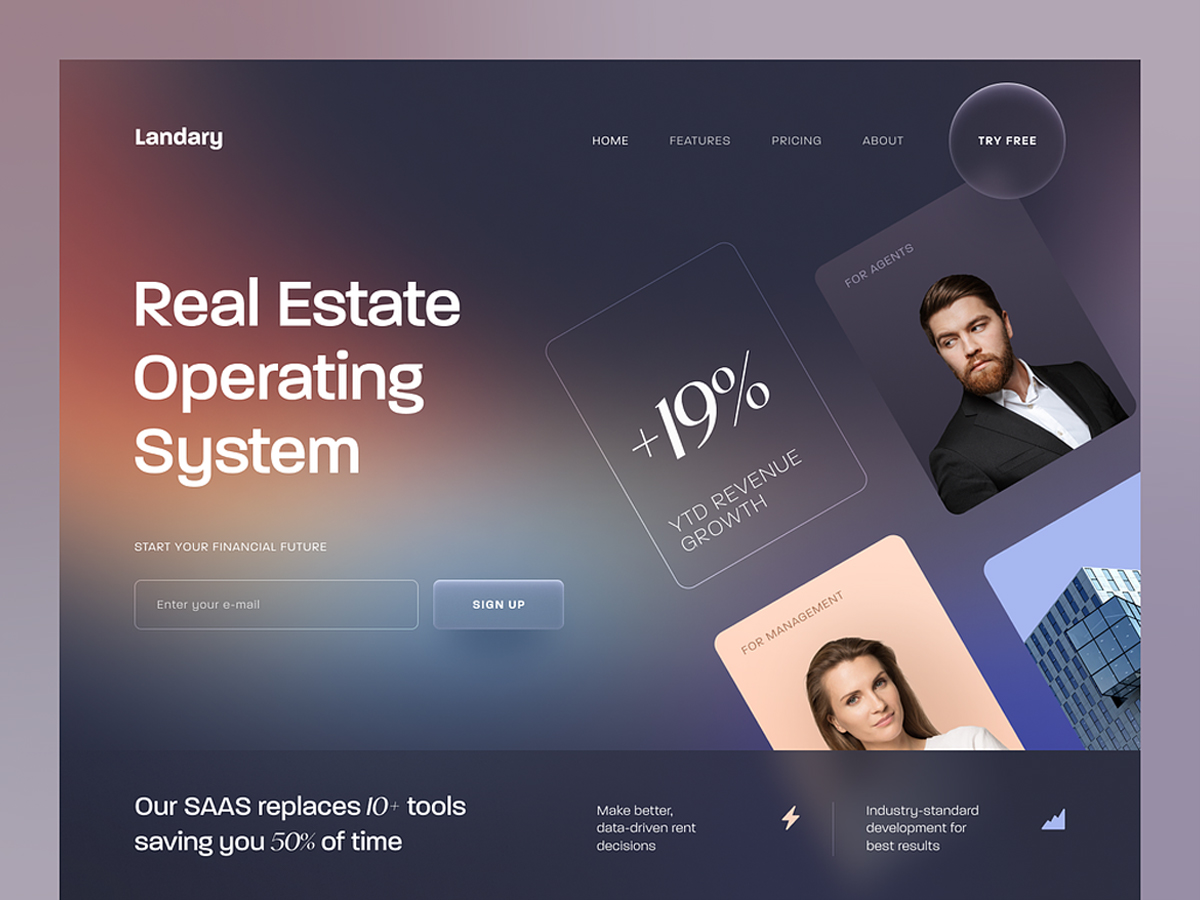 Landary
HOME
FEATURES
PRICING
ABOUT
TRY FREE
Real Estate
Operating
System
START YOUR FINANCIAL FUTURE
Enter your e-mail
SIGN UP
+19%
YTD REVENUE
GROWTH
FOR AGENTS
FOR MANAGEMENT
Our SAAS replaces 10+ tools
saving you 50% of time
Make better,
data-driven rent
decisions
Industry-standard
development for
best results